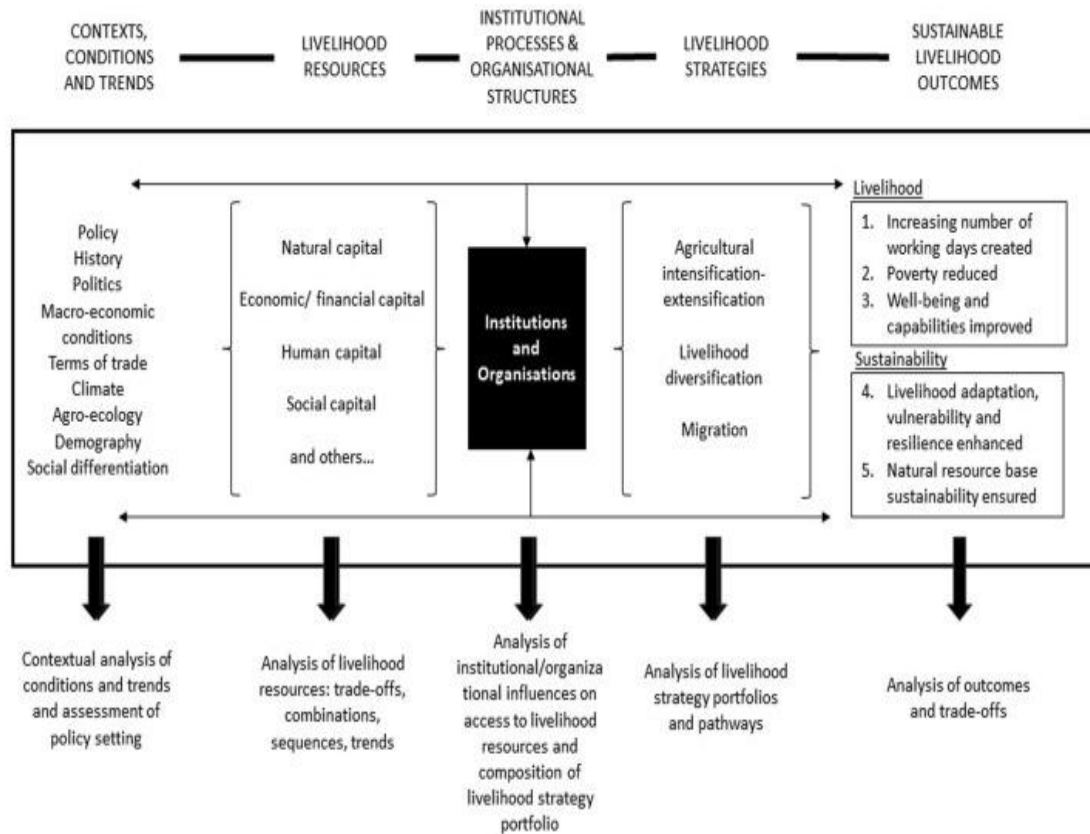 CONTEXTS,
CONDITIONS
AND TRENDS
LIVELIHOOD
RESOURCES
INSTITUTIONAL
PROCESSES &
ORGANISATIONAL
STRUCTURES
LIVELIHOOD
STRATEGIES
SUSTAINABLE
LIVELIHOOD
OUTCOMES
Policy
History
Politics
Macro-economic
conditions
Terms of trade
Climate
Agro-ecology
Demography
Social differentiation
Natural capital
Economic/ financial capital
Human capital
Social capital
and others...
Institutions
and
Organisations
Agricultural
intensification-
extensification
Livelihood
diversification
Migration
Livelihood
1. Increasing number of
working days created
2. Poverty reduced
3. Well-being and
capabilities improved
Sustainability
4. Livelihood adaptation,
vulnerability and
resilience enhanced
5. Natural resource base
sustainability ensured
Contextual analysis of
conditions and trends
and assessment of
policy setting
Analysis of livelihood
resources: trade-offs,
combinations,
sequences, trends
Analysis of
institutional/organiza
tional influences on
access to livelihood
resources and
composition of
livelihood strategy
portfolio
Analysis of livelihood
strategy portfolios
and pathways
Analysis of outcomes
and trade-offs